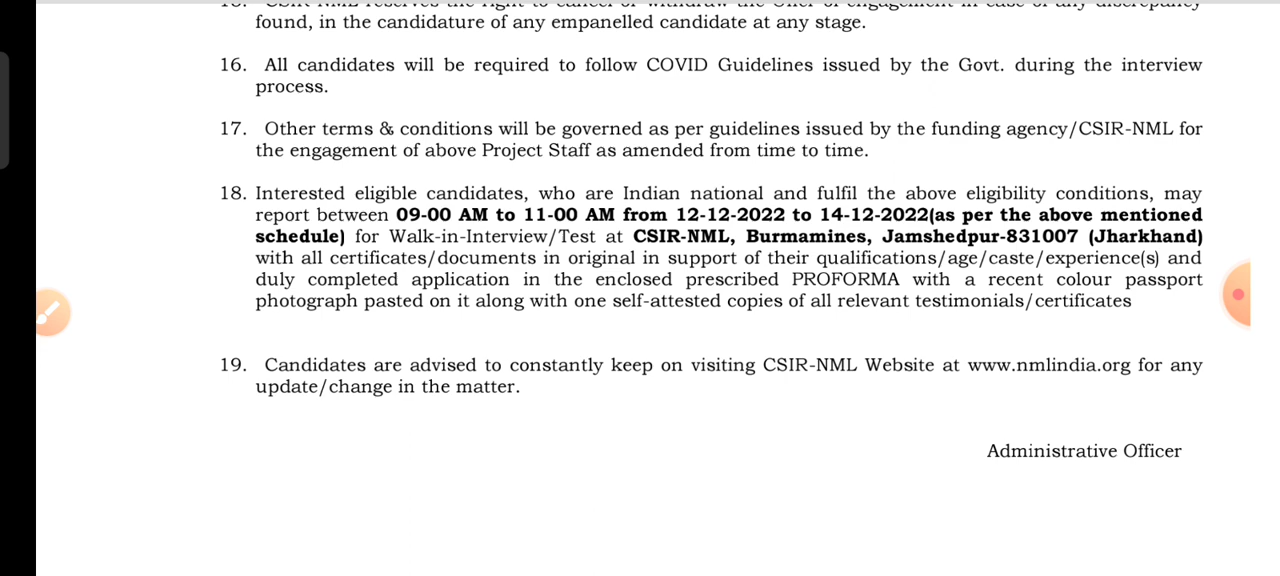 found, in the candidature of any empanelled candidate at any stage.
16. All candidates will be required to follow COVID Guidelines issued by the Govt. during the interview
process.
17. Other terms & conditions will be governed as per guidelines issued by the funding agency/CSIR-NML for
the engagement of above Project Staff as amended from time to time.
18. Interested eligible candidates, who are Indian national and fulfil the above eligibility conditions, may
report between 09-00 AM to 11-00 AM from 12-12-2022 to 14-12-2022(as per the above mentioned
schedule) for Walk-in-Interview/Test at CSIR-NML, Burmamines, Jamshedpur-831007 (Jharkhand)
with all certificates/documents in original in support of their qualifications/age/caste/experience(s) and
duly completed application in the enclosed prescribed PROFORMA with a recent colour passport
photograph pasted on it along with one self-attested copies of all relevant testimonials/certificates
19. Candidates are advised to constantly keep on visiting CSIR-NML Website at www.nmlindia.org for any
update/change in the matter.
Administrative Officer